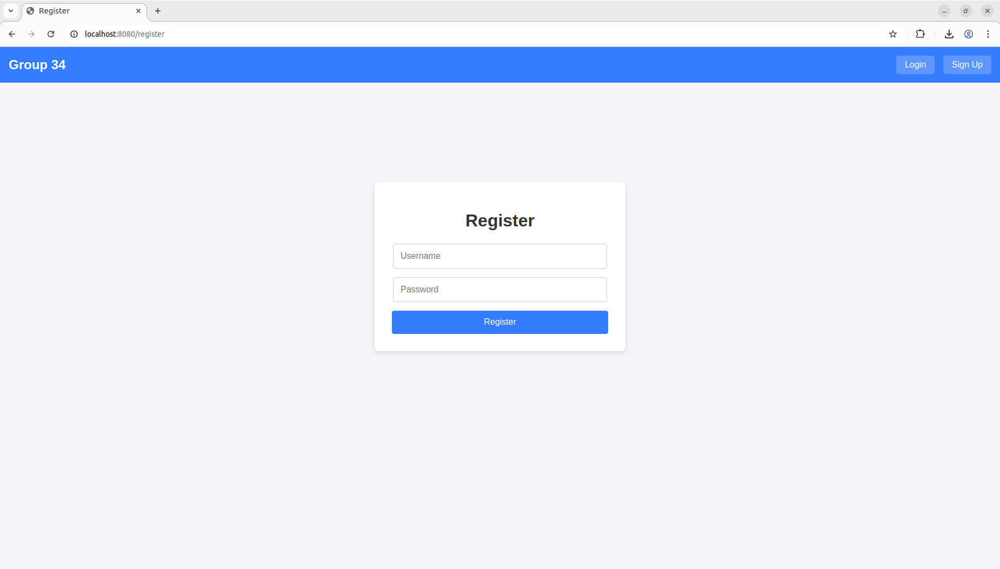 Register
localhost:8080/register
Group 34
Login
Sign Up
Register
Username
Password
Register